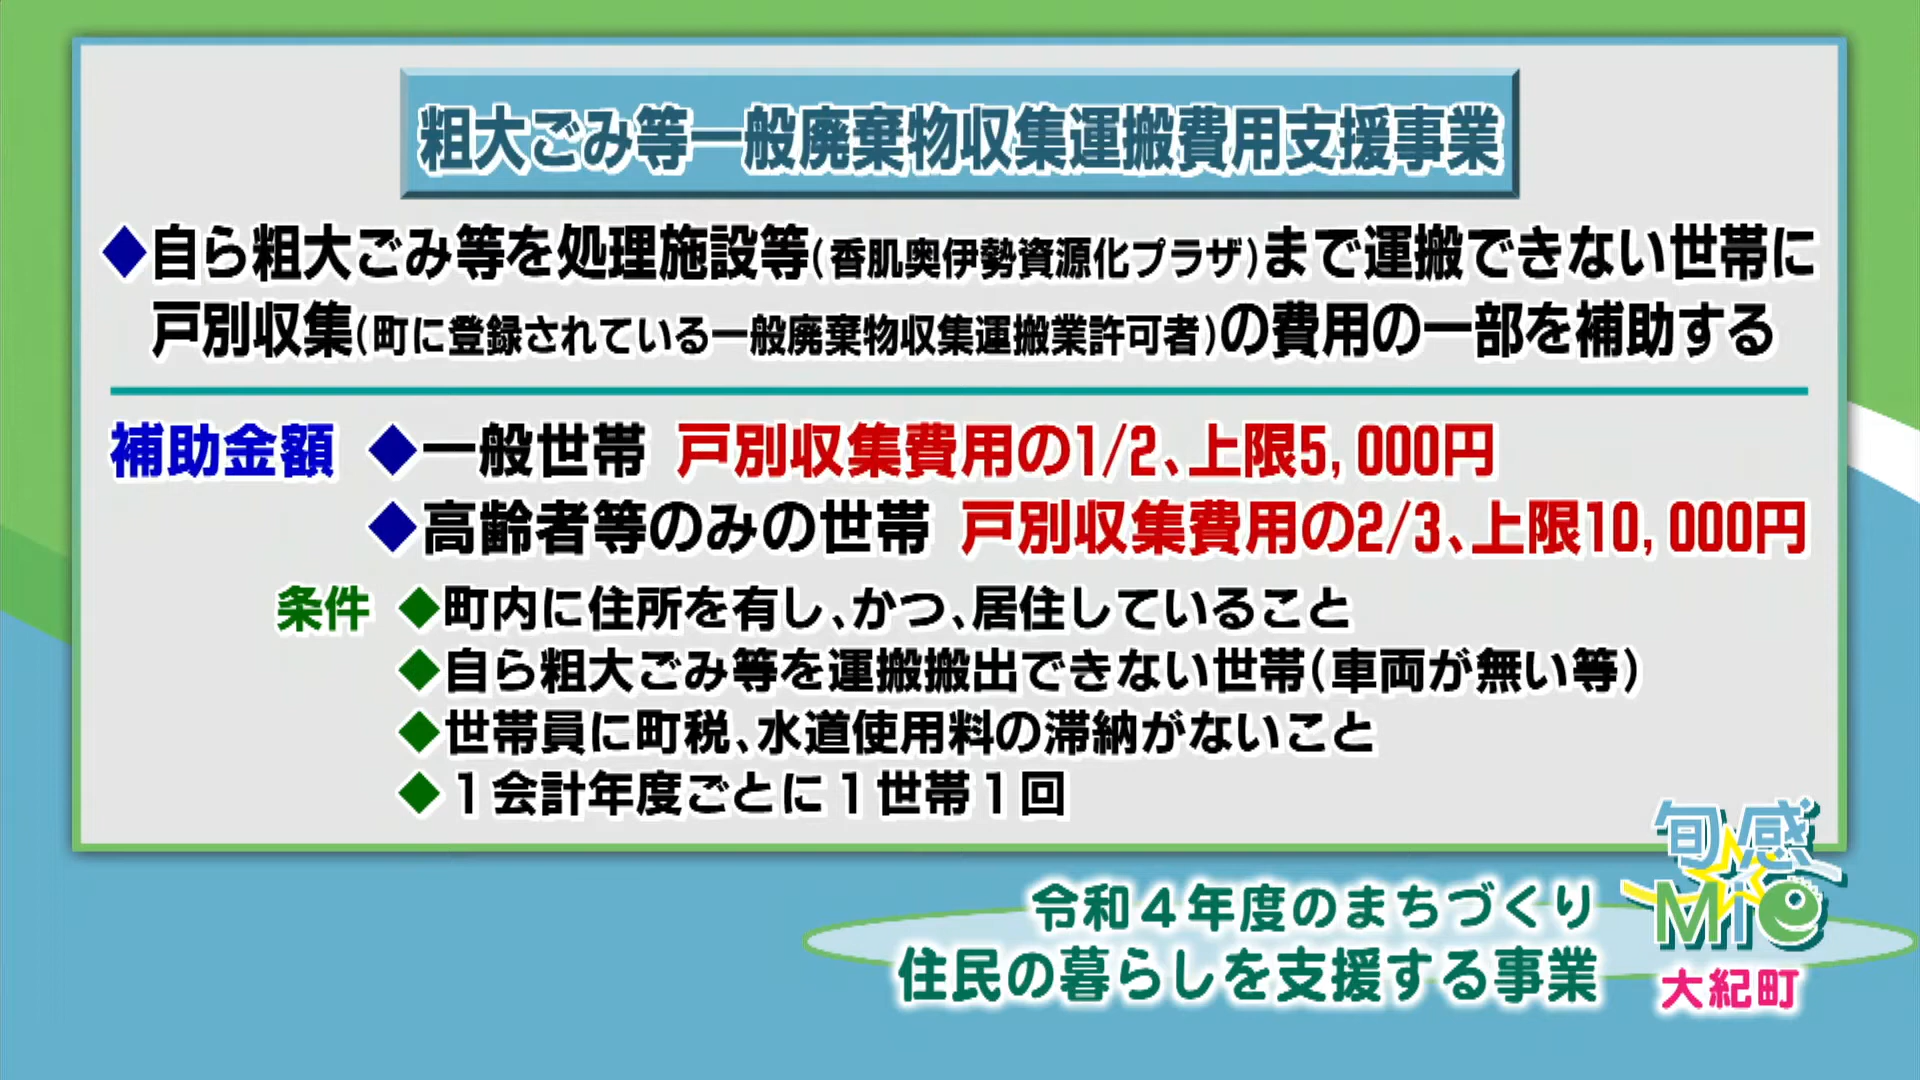 粗大ごみ等一般廃棄物収集運搬費用支援事業
◆自ら粗大ごみ等を処理施設等(香肌奥伊勢資源化プラザ)まで運搬できない世帯に
戸別収集(町に登録されている一般廃棄物収集運搬業許可者)の費用の一部を補助する
補助金額 ◆一般世帯 戸別収集費用の1/2、上限5,000円
◆高齢者等のみの世帯 戸別収集費用の2/3、上限10,000円
条件 ◆町内に住所を有し、かつ、居住していること
◆自ら粗大ごみ等を運搬搬出できない世帯(車両が無い等)
◆世帯員に町税、水道使用料の滞納がないこと
◆1会計年度ごとに1世帯1回
旬感
Mie
大紀町
令和4年度のまちづくり
住民の暮らしを支援する事業